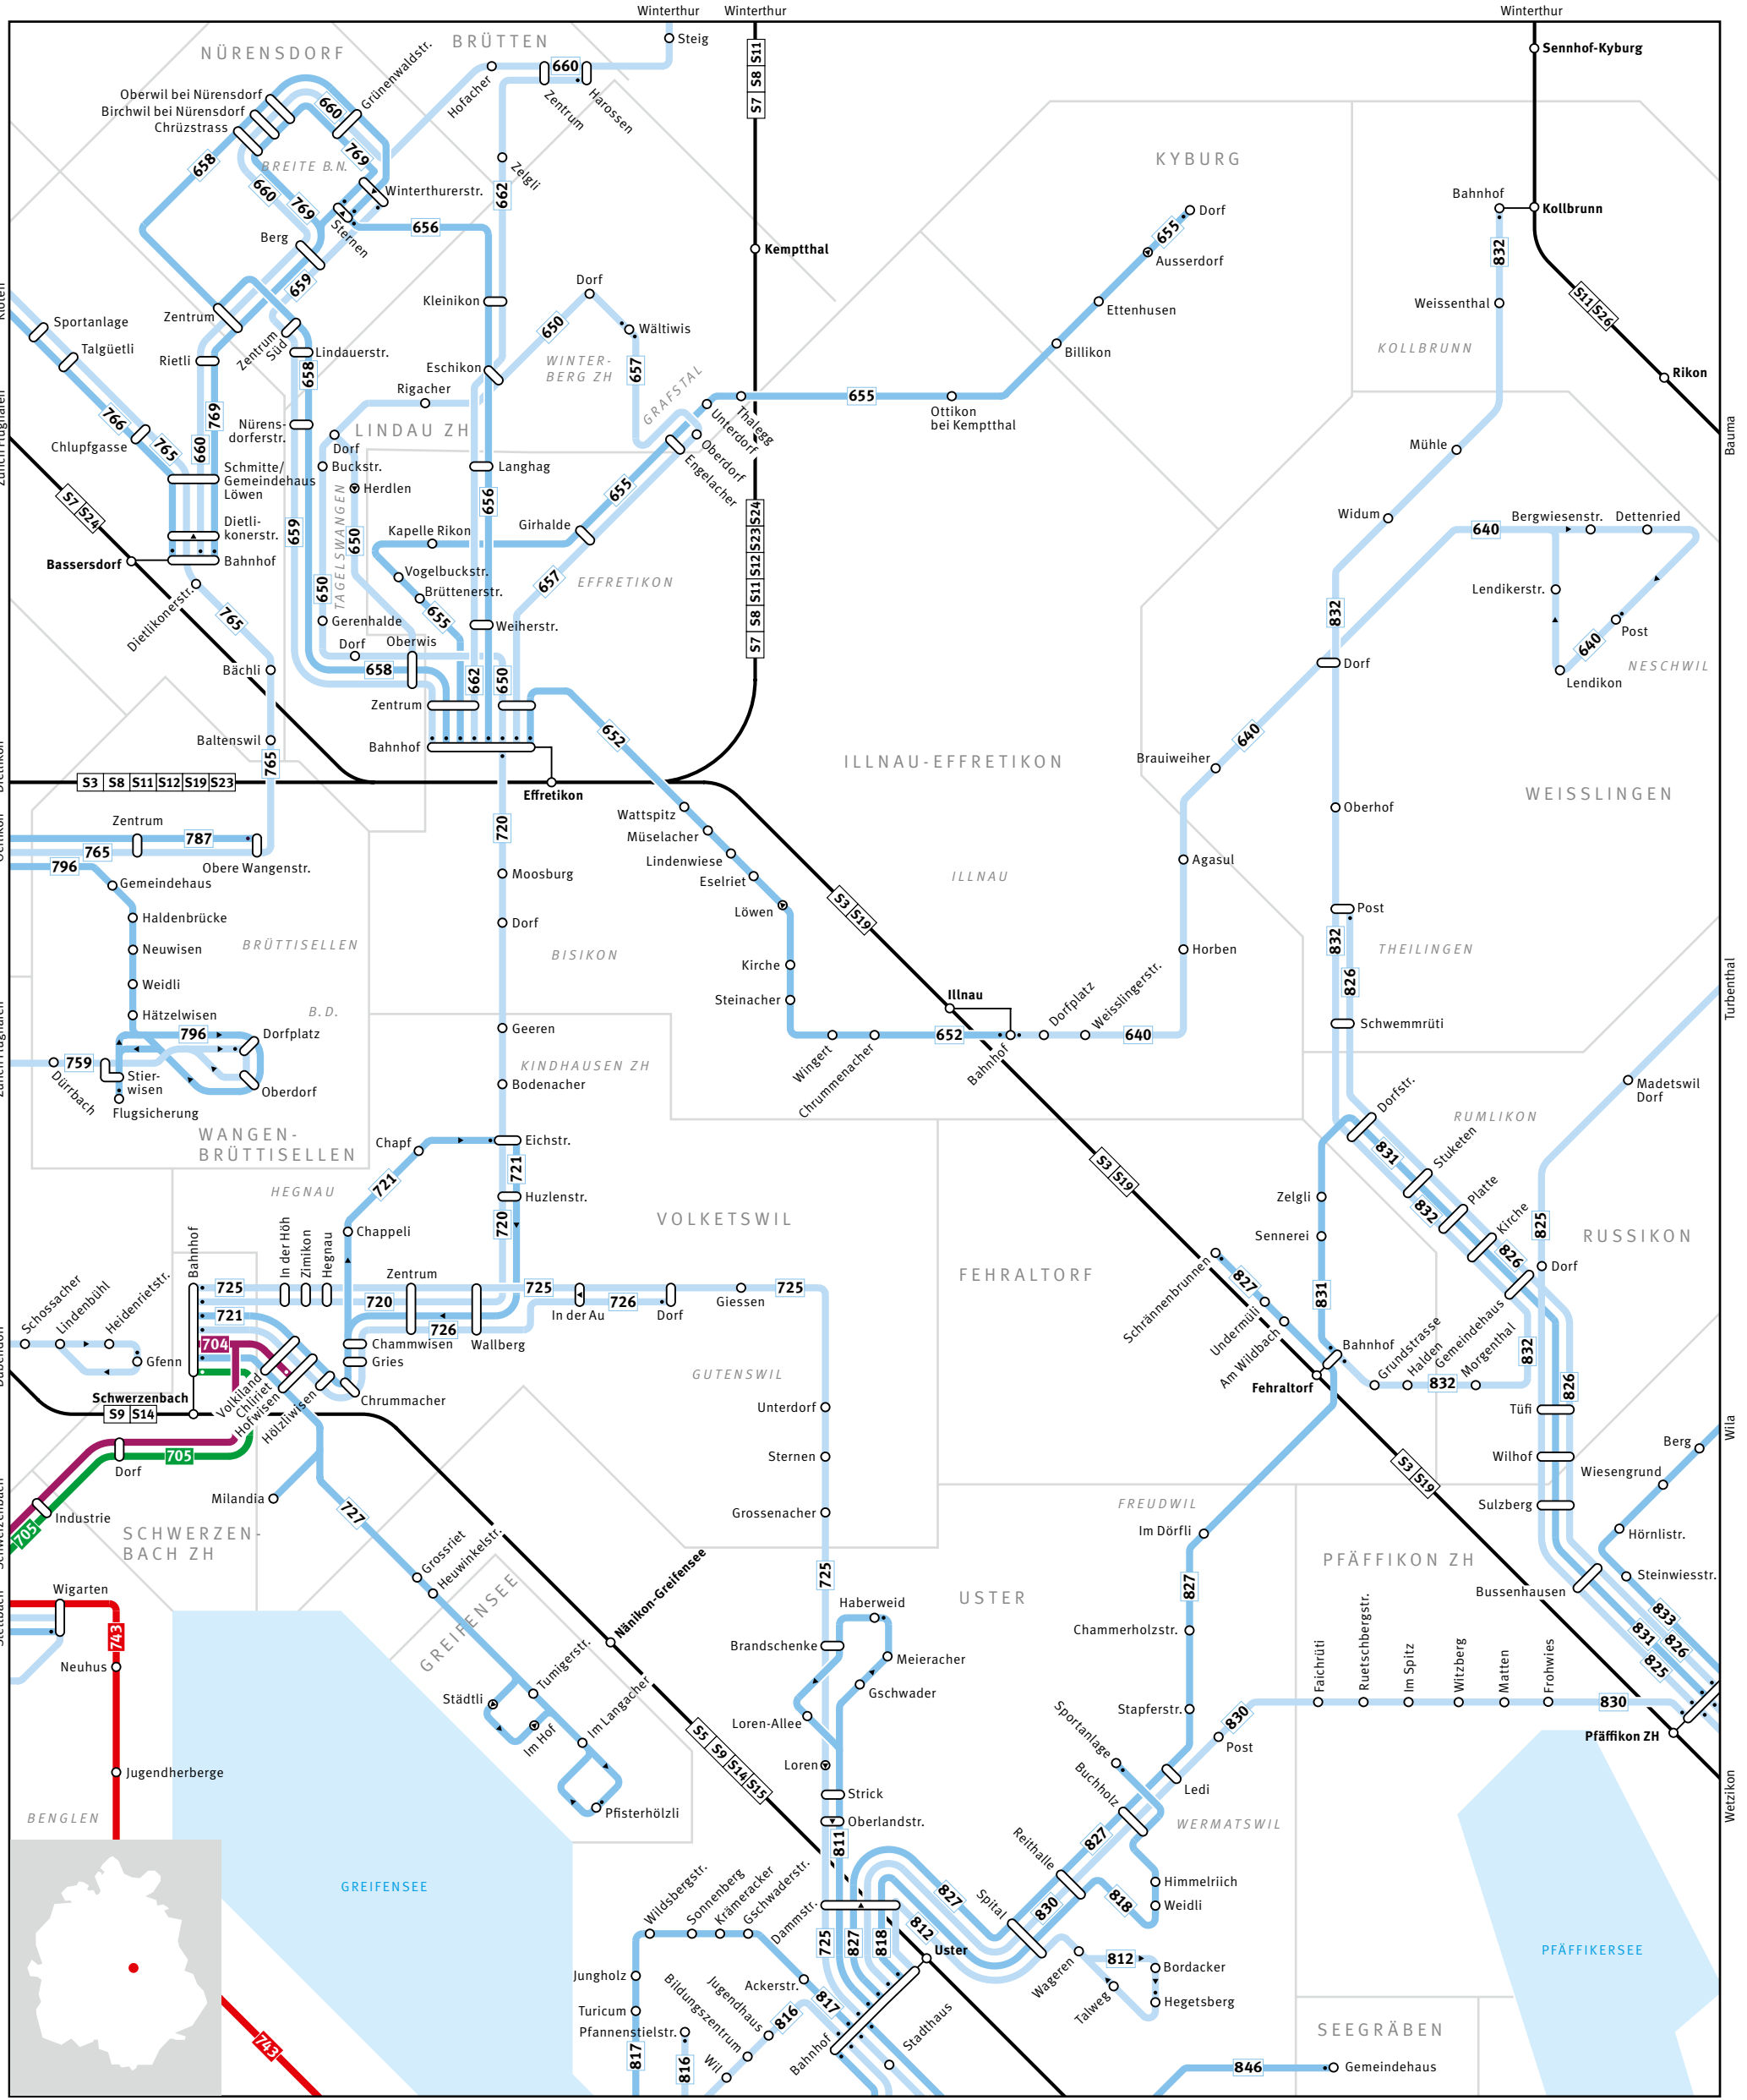 Winterthur
Winterthur
Winterthur
NÜRENSDORF
BRÜTTEN
Steig
Sennhof-Kyburg
S7 S8 S11
Oberwil bei Nürensdorf
Birchwil bei Nürensdorf
Chrüzstrass
Grünenwaldstr.
660
Hofacher
660
Zentrum
Harossen
658
BREITE B.N.
769
660
769
Winterthurerstr.
Sternen
Berg
656
662
Zelgli
KYBURG
Dorf
655
Ausserdorf
Bahnhof
Kollbrunn
832
Kemptthal
659
Kleinikon
Dorf
Wältiwis
650
Ettenhusen
Weissenthal
S11 S26
Sportanlage
Talgüetli
Zentrum
Zentrum
Süd
Rietli
Lindauerstr.
658
Eschikon
WINTER-
BERG ZH
657
Billikon
KOLLBRUNN
Rikon
Rigacher
GRAFSTAL
655
Ottikon
bei Kemptthal
Thalegg
Unterdorf
Oberdorf
Engelacher
766
765
Chlupfgasse
769
660
Nürens-
dorferstr.
LINDAU ZH
Dorf
Buckstr.
Herdlen
Langhag
Mühle
Bauma
Schmitte/
Gemeindehaus
Löwen
S7 S24
656
655
Girhalde
S7 S8 S11 S12 S23 S24
Widum
640
Bergwiesenstr.
Dettenried
Dietli-
konerstr.
Bassersdorf
Bahnhof
659
650
TAGELSWANGEN
650
Kapelle Rikon
Vogelbuckstr.
Brüttenerstr.
655
657
EFFRETIKON
Lendikerstr.
Dietlikonerstr.
765
Gerenhalde
Dorf
Oberwis
Weiherstr.
832
Post
640
NESCHWIL
Lendikon
Bächli
658
662
650
Dorf
Zentrum
Bahnhof
652
640
Baltenswil
765
ILLNAU-EFFRETIKON
Brauiweiher
S3 S8 S11 S12 S19 S23
Effretikon
WEISSLINGEN
Zentrum
787
765
796
Obere Wangenstr.
720
Wattspitz
Müselacher
Lindenwiese
Eselriet
Löwen
Oberhof
Gemeindehaus
Moosburg
S3 S19
ILLNAU
Agasul
Haldenbrücke
Neuwisen
Weidli
Hätzelwisen
BRÜTTISELLEN
Dorf
BISIKON
Kirche
Steinacher
Post
832
826
THEILINGEN
Horben
Turbenthal
B.D.
796
Dorfplatz
Geeren
Illnau
Dorfplatz
Weisslingerstr.
652
640
Wingert
Chrummenacher
Bahnhof
Schwemmrüti
759
Dürrbach
Stier-
wisen
Flugsicherung
Oberdorf
KINDHAUSEN ZH
Bodenacher
Madetswil
Dorf
WANGEN-
BRÜTTISELLEN
Chapf
Eichstr.
Dorfstr.
RUMLIKON
831
Stuketen
S3 S19
HEGNAU
721
721
Huzlenstr.
720
VOLKETSWIL
Zelgli
Sennerei
832
Platte
Kirche
826
825
RUSSIKON
Bahnhof
In der Höh
Zimikon
Hegnau
Chappeli
Zentrum
FEHRALTORF
Schrännenbrunnen
827
Undermüli
Am Wildbach
831
Gemeindehaus
Dorf
725
720
721
704
725
726
726
In der Au
Dorf
Giessen
725
Wallberg
Schossacher
Lindenbühl
Heidenrietstr.
Gfenn
Chammwisen
Gries
Chrummacher
Volkiland
Chliriet
Hofwisen
Hölzliwisen
Schwerzenbach
S9 S14
GUTENSWIL
Bahnhof
Fehraltorf
Grundstrasse
Halden
Gemeindehaus
Morgenthal
832
832
826
705
Dorf
Industrie
705
Unterdorf
Sternen
Grossenacher
Tüfi
Wilhof
Sulzberg
Wila
Berg
Wiesengrund
S3 S19
Milandia
727
SCHWERZEN-
BACH ZH
FREUDWIL
Im Dörfli
Hörnlistr.
Steinwiesstr.
Grossriet
Heuwinkelstr.
GREIFENSEE
Nänikon-Greifensee
725
USTER
827
PFÄFFIKON ZH
Bussenhausen
833
826
831
825
Wigarten
743
Neuhus
Haberweid
Brandschenke
Meieracher
Gschwader
Loren-Allee
Loren
Chammerholzstr.
Faichrüti
Ruetschbergstr.
Im Spitz
Witzberg
Matten
Frohwies
830
Städtli
Tumigerstr.
Im Hof
Im Langacher
Pfisterhölzli
S5 S9 S14 S15
Stapferstr.
830
Post
Pfäffikon ZH
Jugendherberge
Sportanlage
Buchholz
Ledi
WERMATSWIL
Wetzikon
BENGLEN
Strick
Oberlandstr.
811
827
Reithalle
GREIFENSEE
Wildsbergstr.
Sonnenberg
Krämeracker
Gschwaderstr.
Dammstr.
827
812
Spital
830
818
Himmelriich
Weidli
725
827
818
Uster
Wageren
812
Talweg
Bordacker
Hegetsberg
PFÄFFIKERSEE
Jungholz
Turicum
Pfannenstielstr.
Ackerstr.
817
816
Jugendhaus
Bildungszentrum
Wil
Bahnhof
Stadthaus
817
816
SEEGRÄBEN
743
846
Gemeindehaus